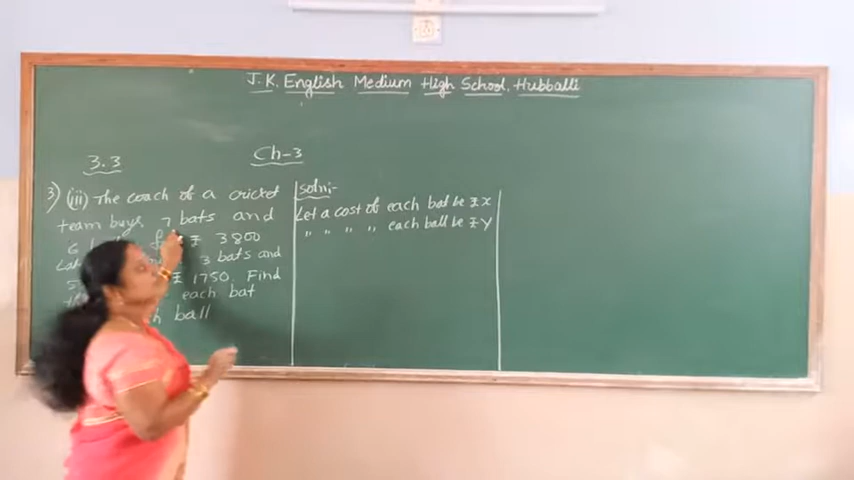 J.K. English Medium High School, Hubballi
3.3
Ch-3
3) (iii) The coach of a cricket
team buys 7 bats and
6 ₹ 3800
3 bats and
₹ 1750. Find
each bat
ball
Soln:-
Let a cost of each bat be ₹ x
" " " " each ball be ₹ y